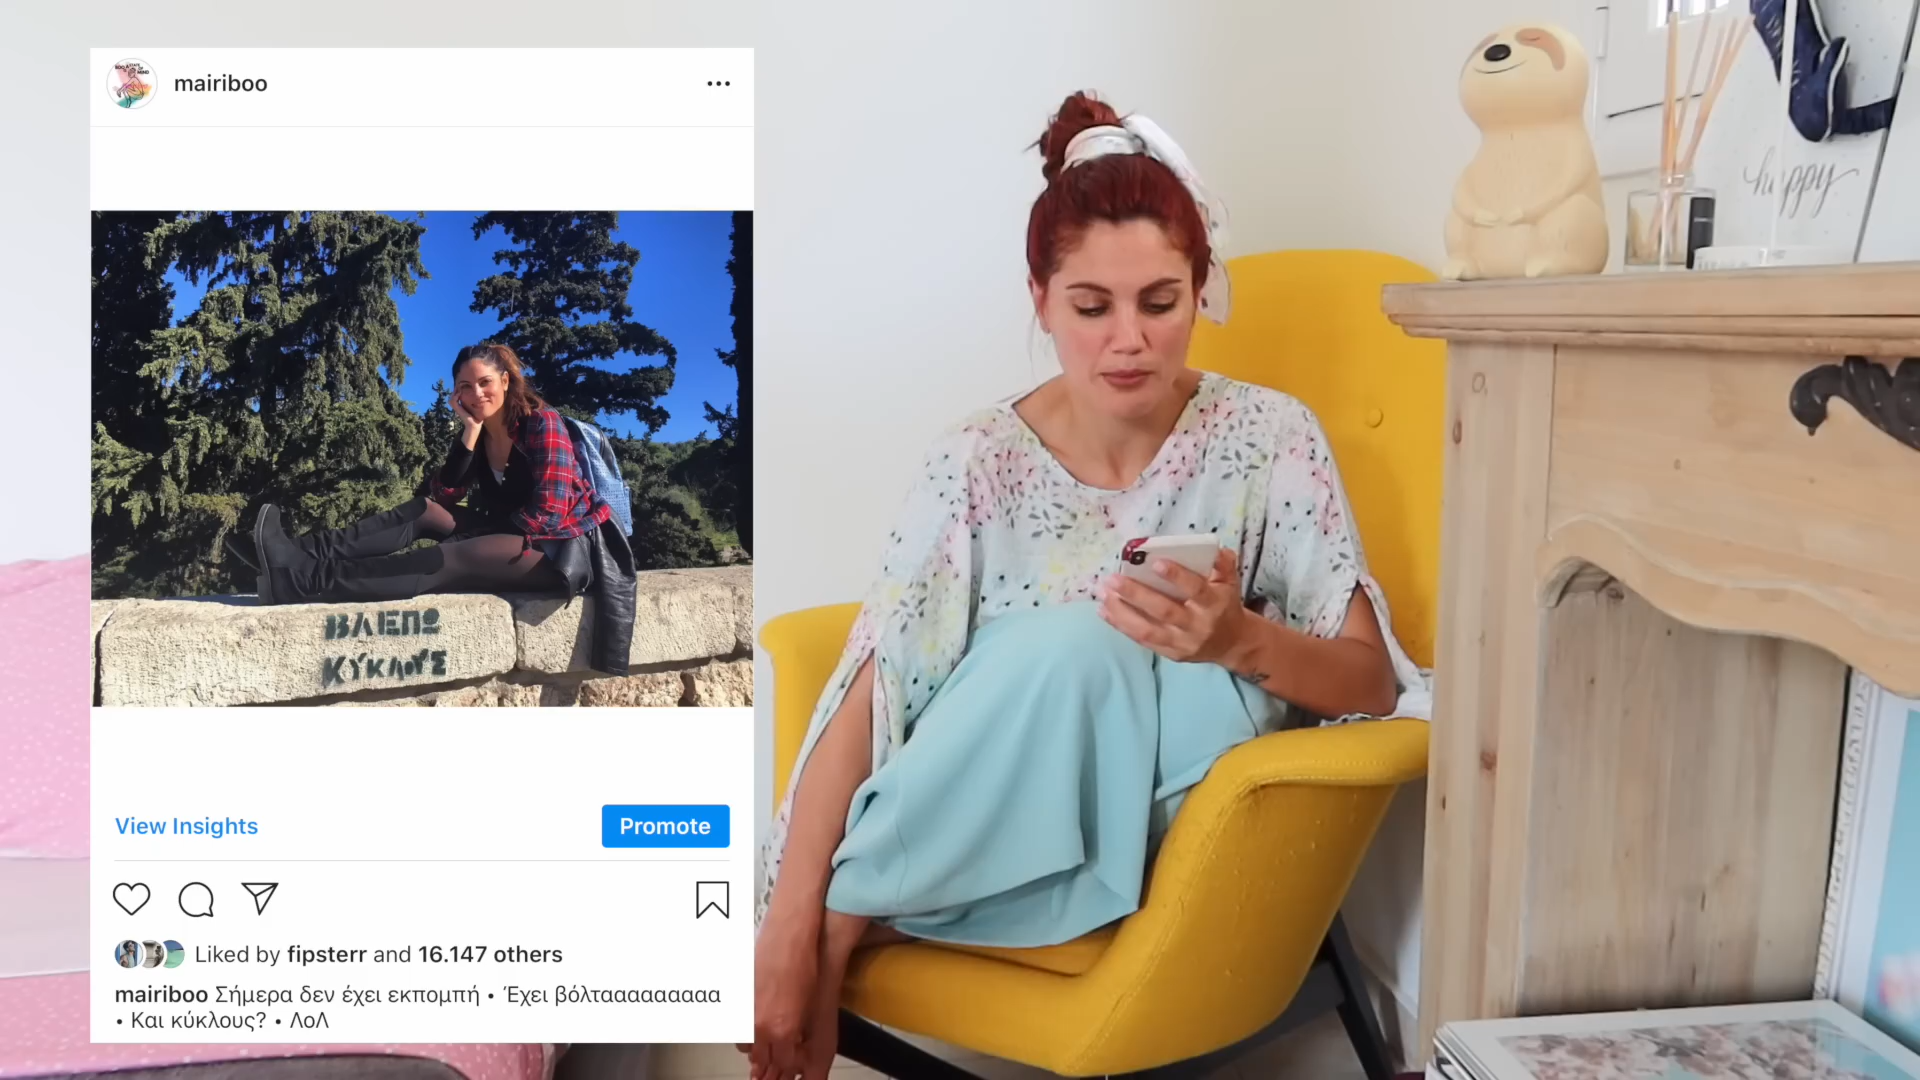 mairiboo
ΒΛΕΠΩ
ΚΥΚΛΟΥΣ
View Insights
Promote
Liked by fipsterr and 16.147 others
mairiboo Σήμερα δεν έχει εκπομπή • Έχει βόλταααααααα
• Και κύκλους? • ΛοΛ
happy